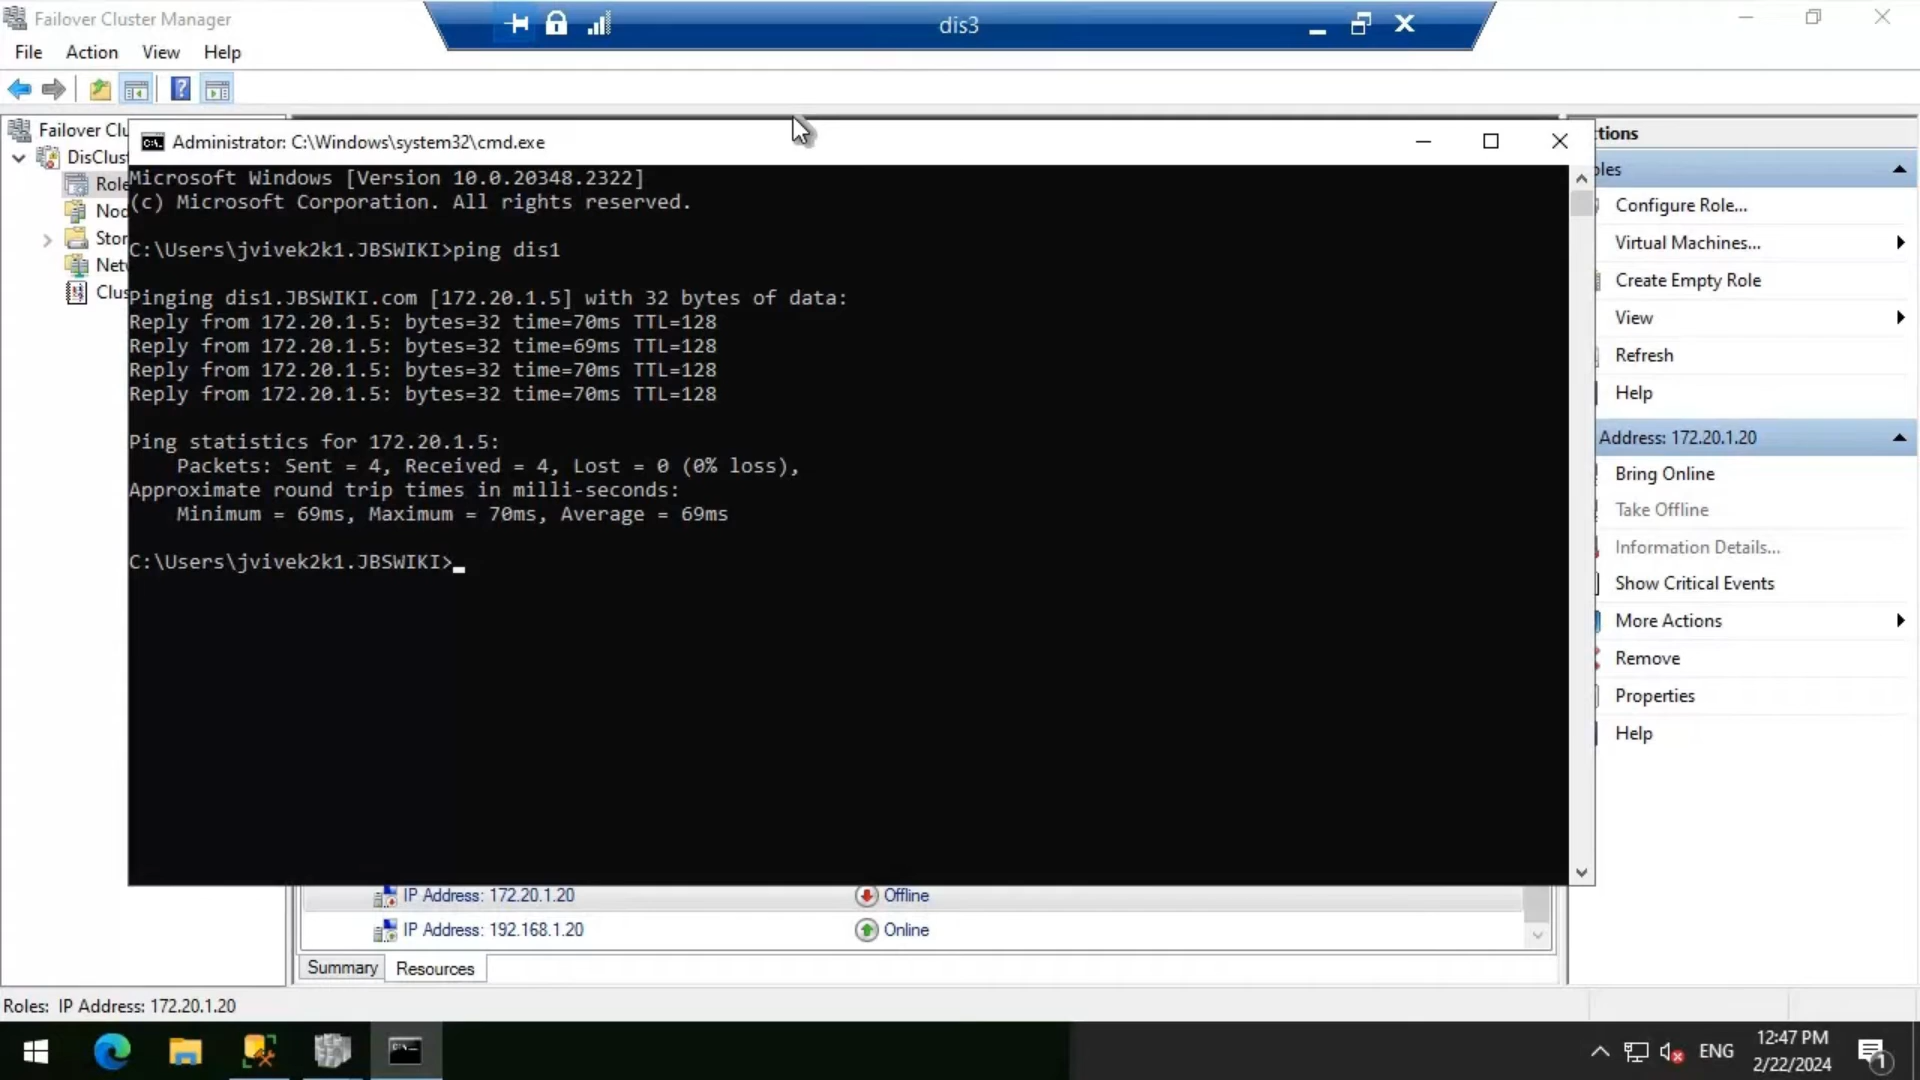 Failover Cluster Manager
dis3
File Action View Help
Failover Clu
DisClust
Role
Nod
Stor
Net
Clus
Administrator: C:\Windows\system32\cmd.exe
Microsoft Windows [Version 10.0.20348.2322]
(c) Microsoft Corporation. All rights reserved.
C:\Users\jvivek2k1.JBSWIKI>ping dis1
Pinging dis1.JBSWIKI.com [172.20.1.5] with 32 bytes of data:
Reply from 172.20.1.5: bytes=32 time=70ms TTL=128
Reply from 172.20.1.5: bytes=32 time=69ms TTL=128
Reply from 172.20.1.5: bytes=32 time=70ms TTL=128
Reply from 172.20.1.5: bytes=32 time=70ms TTL=128
Ping statistics for 172.20.1.5:
Packets: Sent = 4, Received = 4, Lost = 0 (0% loss),
Approximate round trip times in milli-seconds:
Minimum = 69ms, Maximum = 70ms, Average = 69ms
C:\Users\jvivek2k1.JBSWIKI>
IP Address: 172.20.1.20 Offline
IP Address: 192.168.1.20 Online
Summary Resources
tions
oles
Configure Role...
Virtual Machines...
Create Empty Role
View
Refresh
Help
Address: 172.20.1.20
Bring Online
Take Offline
Information Details...
Show Critical Events
More Actions
Remove
Properties
Help
Roles: IP Address: 172.20.1.20
ENG
12:47 PM
2/22/2024
1